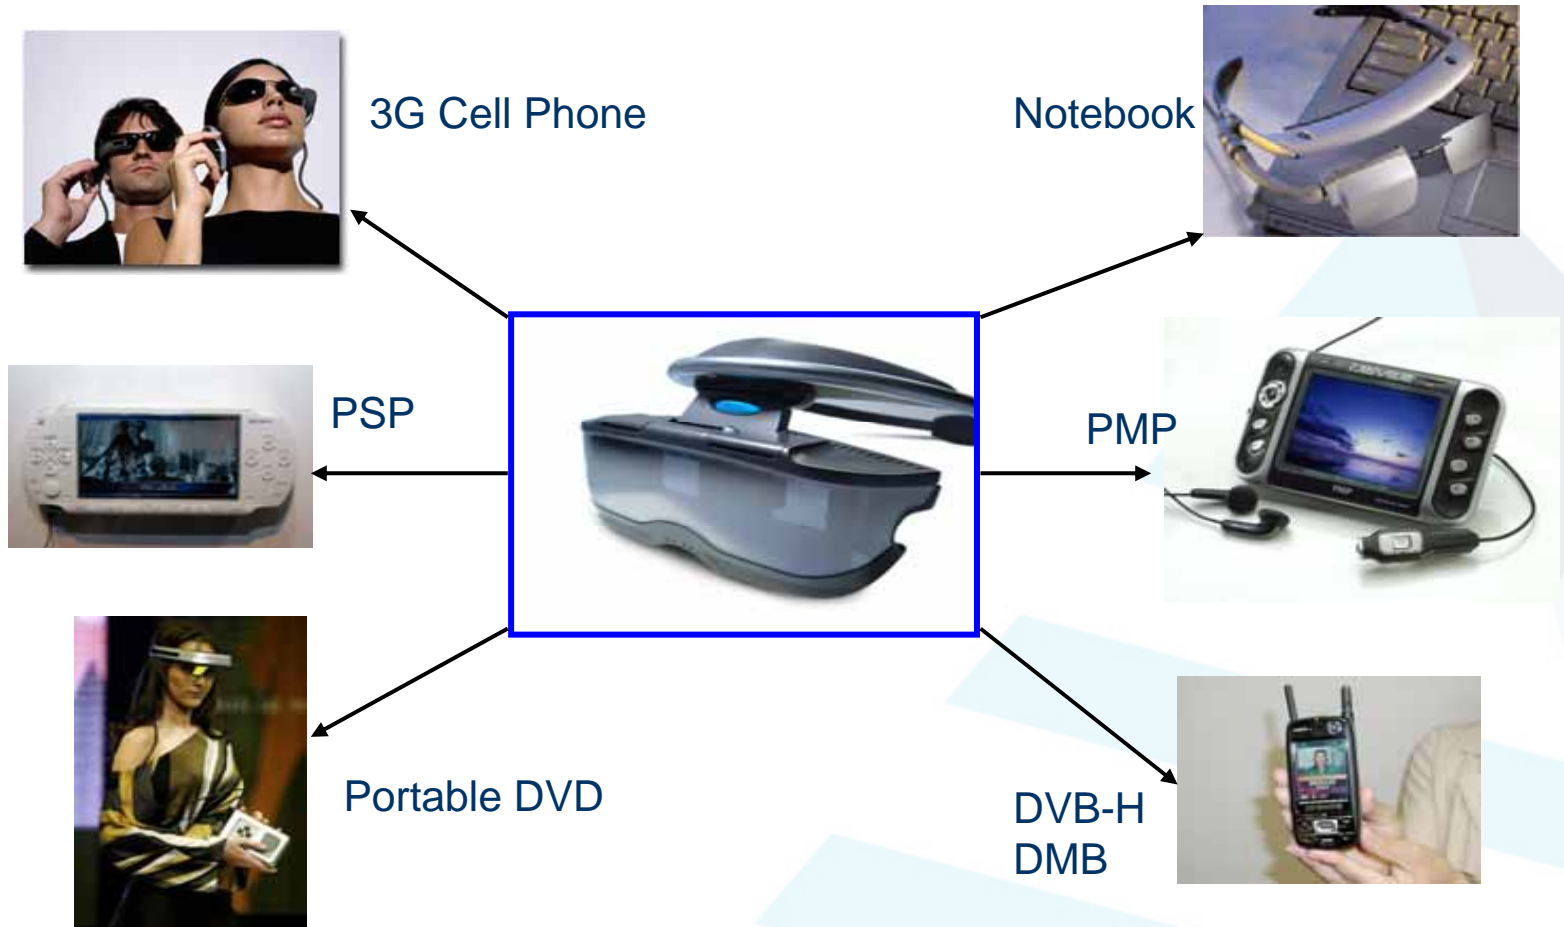 3G Cell Phone
Notebook
PSP
PMP
Portable DVD
DVB-H
DMB